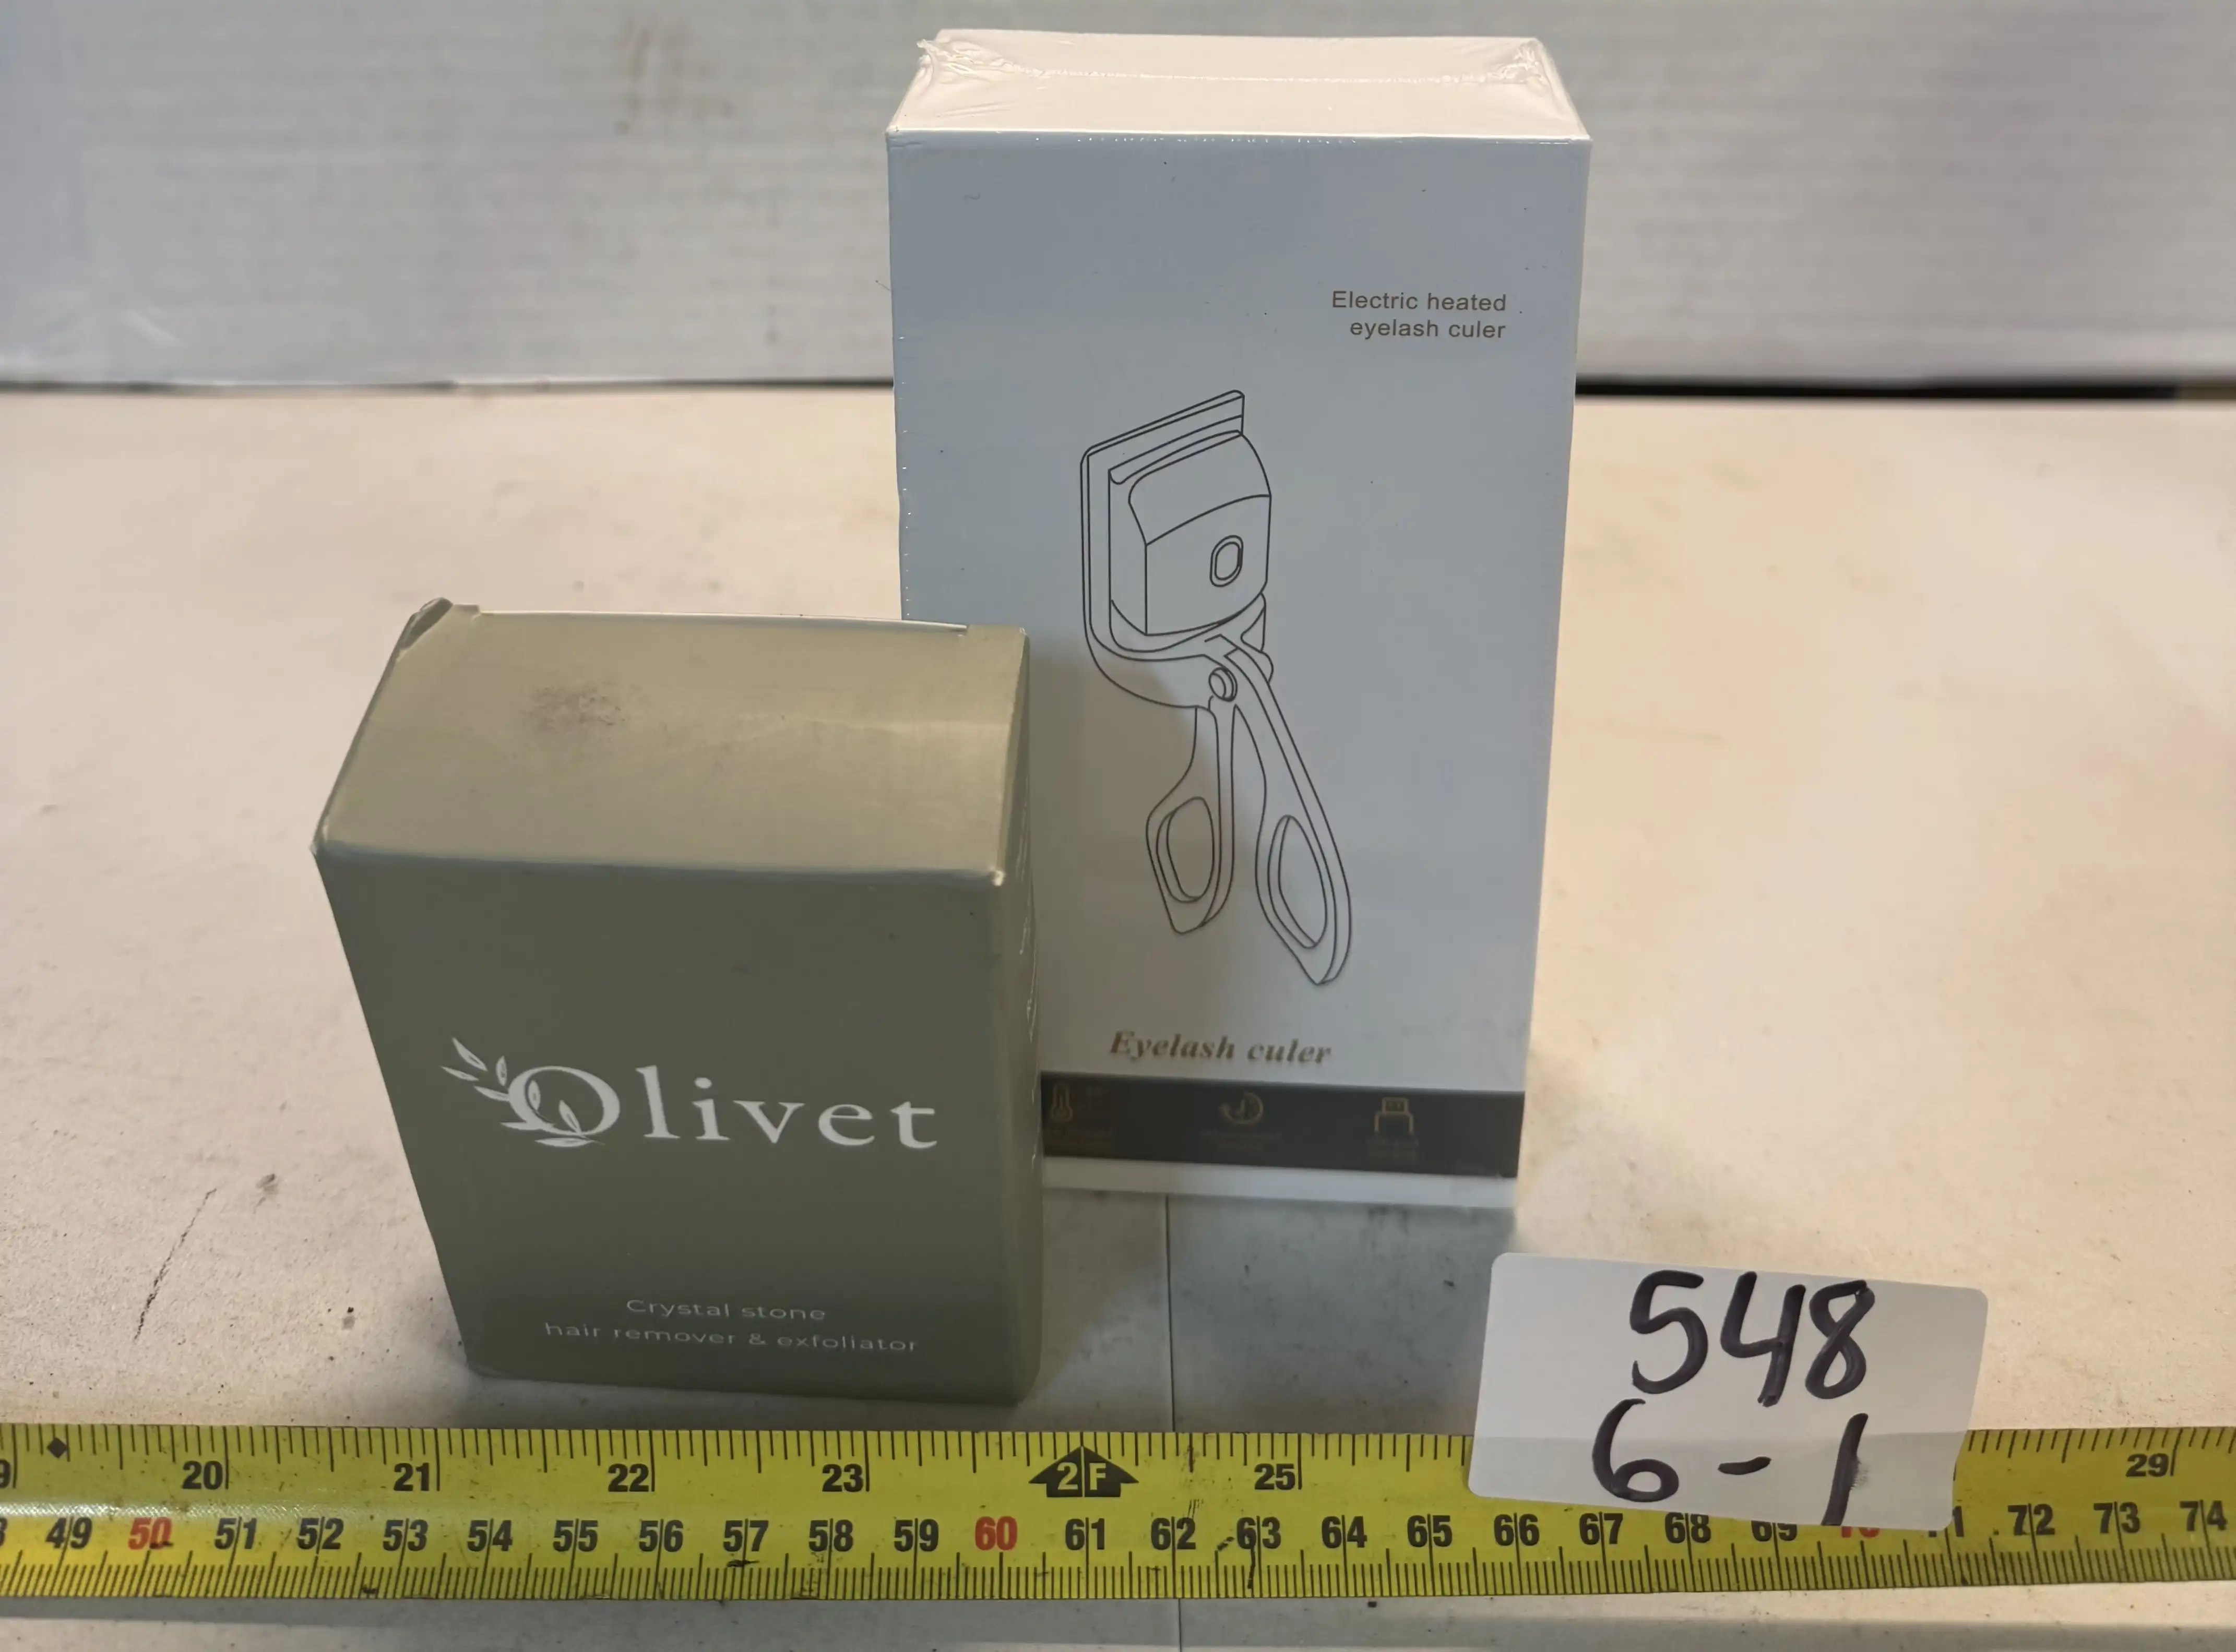 Electric heated
eyelash culer
Eyelash culer
Olivet
Crystal stone
hair remover & exfoliator
548
6-1
20 21 22 23 2F 25 29
49 50 51 52 53 54 55 56 57 58 59 60 61 62 63 64 65 66 67 68 69 72 73 74